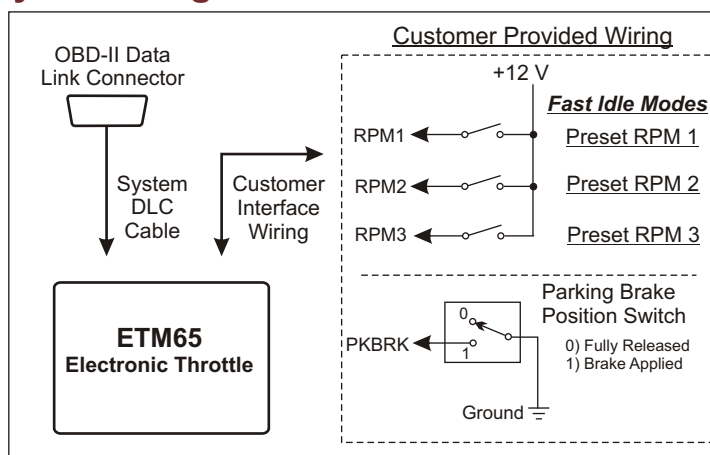 OBD-II Data
Link Connector
System
DLC
Cable
Customer
Interface
Wiring
ETM65
Electronic Throttle
Customer Provided Wiring
+12 V
Fast Idle Modes
RPM1
Preset RPM 1
RPM2
Preset RPM 2
RPM3
Preset RPM 3
Parking Brake
Position Switch
0
1
0) Fully Released
1) Brake Applied
PKBRK
Ground